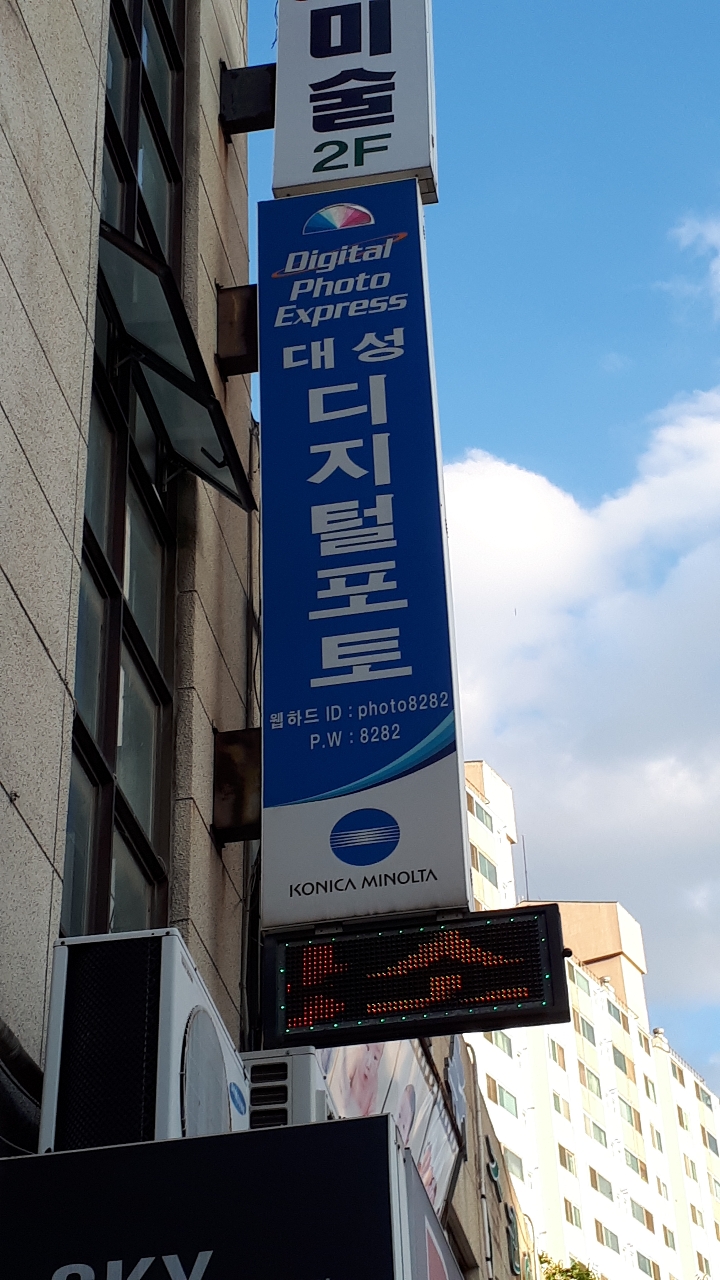 미
술
2F
Digital
Photo
Express
대성
디
지
털
포
토
웹하드 ID : photo8282
P.W : 8282
KONICA MINOLTA
SKY